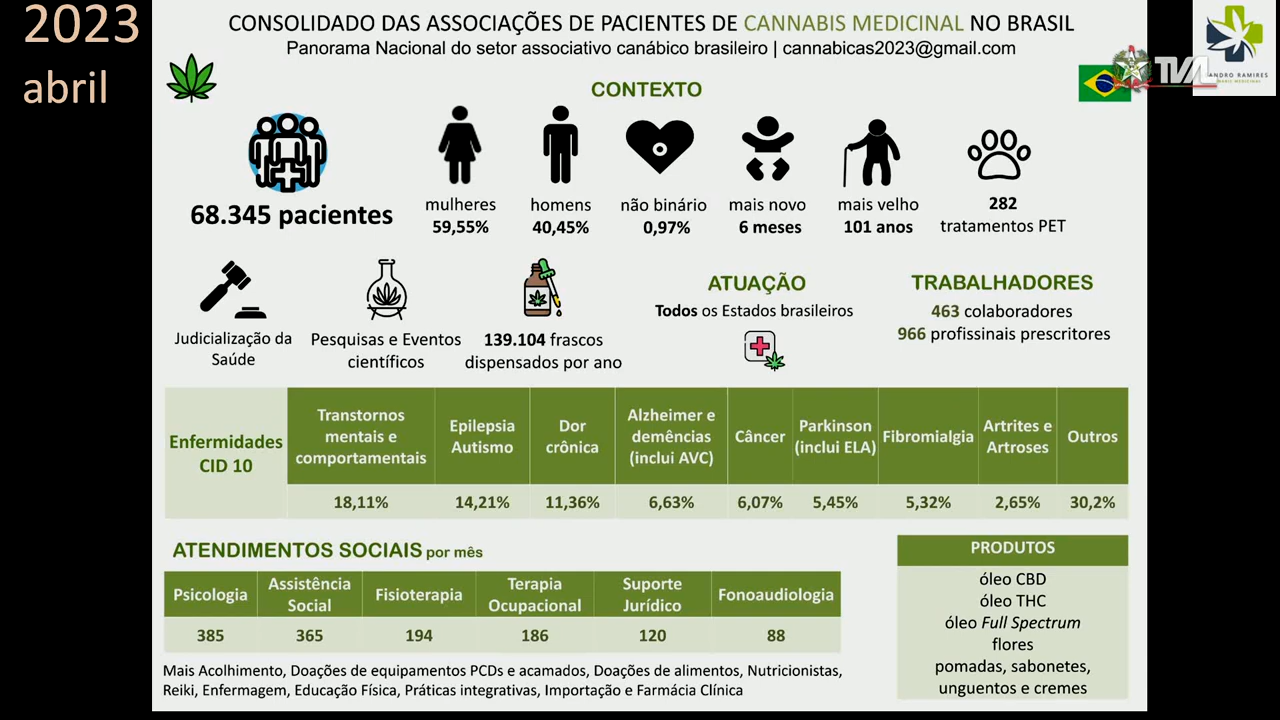 2023
abril
CONSOLIDADO DAS ASSOCIAÇÕES DE PACIENTES DE CANNABIS MEDICINAL NO BRASIL
Panorama Nacional do setor associativo canábico brasileiro | cannabicas2023@gmail.com
TVAL
ANDRO RAMIRES
CONTEXTO
68.345 pacientes
mulheres
59,55%
homens
40,45%
não binário
0,97%
mais novo
6 meses
mais velho
101 anos
282
tratamentos PET
Judicialização da
Saúde
Pesquisas e Eventos
científicos
139.104 frascos
dispensados por ano
ATUAÇÃO
Todos os Estados brasileiros
TRABALHADORES
463 colaboradores
966 profissinais prescritores
Enfermidades
CID 10
Transtornos
mentais e
comportamentais
18,11%
Epilepsia
Autismo
14,21%
Dor
crônica
11,36%
Alzheimer e
demências
(inclui AVC)
6,63%
Câncer
6,07%
Parkinson
(inclui ELA)
5,45%
Fibromialgia
5,32%
Artrites e
Artroses
2,65%
Outros
30,2%
ATENDIMENTOS SOCIAIS por mês
Psicologia
385
Assistência
Social
365
Fisioterapia
194
Terapia
Ocupacional
186
Suporte
Jurídico
120
Fonoaudiologia
88
Mais Acolhimento, Doações de equipamentos PCDs e acamados, Doações de alimentos, Nutricionistas,
Reiki, Enfermagem, Educação Física, Práticas integrativas, Importação e Farmácia Clínica
PRODUTOS
óleo CBD
óleo THC
óleo Full Spectrum
flores
pomadas, sabonetes,
unguentos e cremes